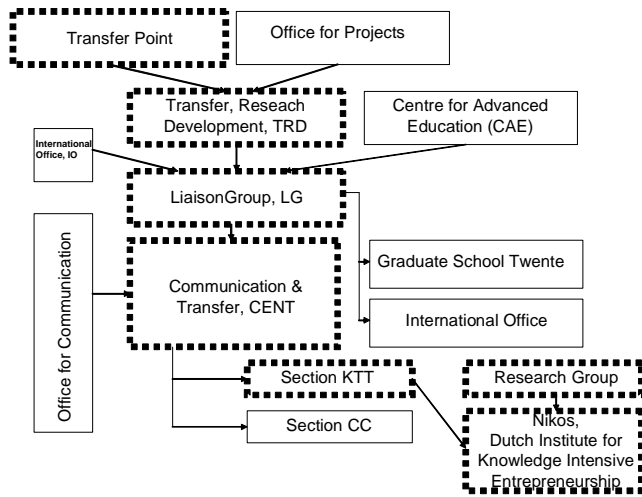 Transfer Point
Office for Projects
Transfer, Reseach
Development, TRD
Centre for Advanced
Education (CAE)
International
Office, IO
LiaisonGroup, LG
Office for Communication
Communication &
Transfer, CENT
Graduate School Twente
International Office
Section KTT
Research Group
Section CC
Nikos,
Dutch Institute for
Knowledge Intensive
Entrepreneurship